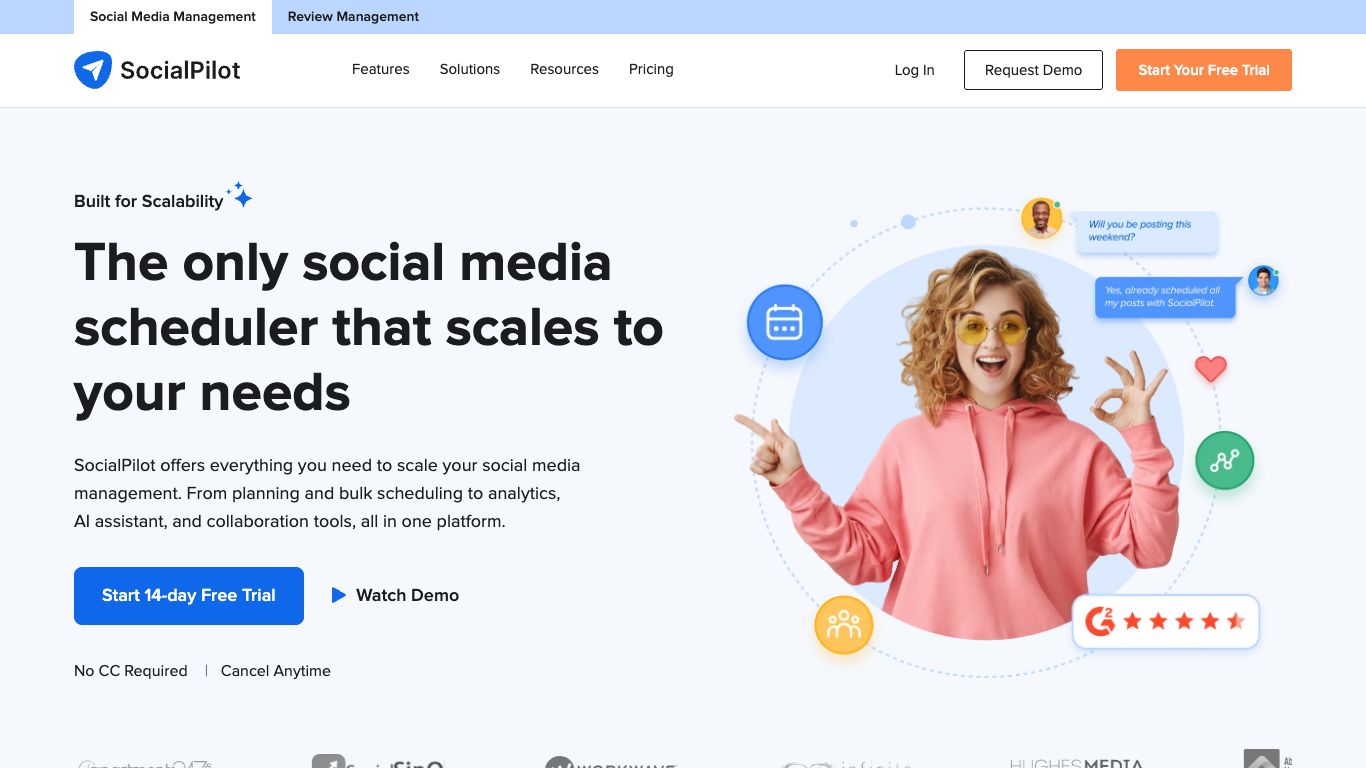 Social Media Management
Review Management
SocialPilot
Features
Solutions
Resources
Pricing
Log In
Request Demo
Start Your Free Trial
Built for Scalability
The only social media
scheduler that scales to
your needs
SocialPilot offers everything you need to scale your social media
management. From planning and bulk scheduling to analytics,
AI assistant, and collaboration tools, all in one platform.
Start 14-day Free Trial
Watch Demo
No CC Required | Cancel Anytime
Will you be posting this
weekend?
Yes, already scheduled all
my posts with SocialPilot.
G2
WORKWAVE
infinite
HUGHESMEDIA